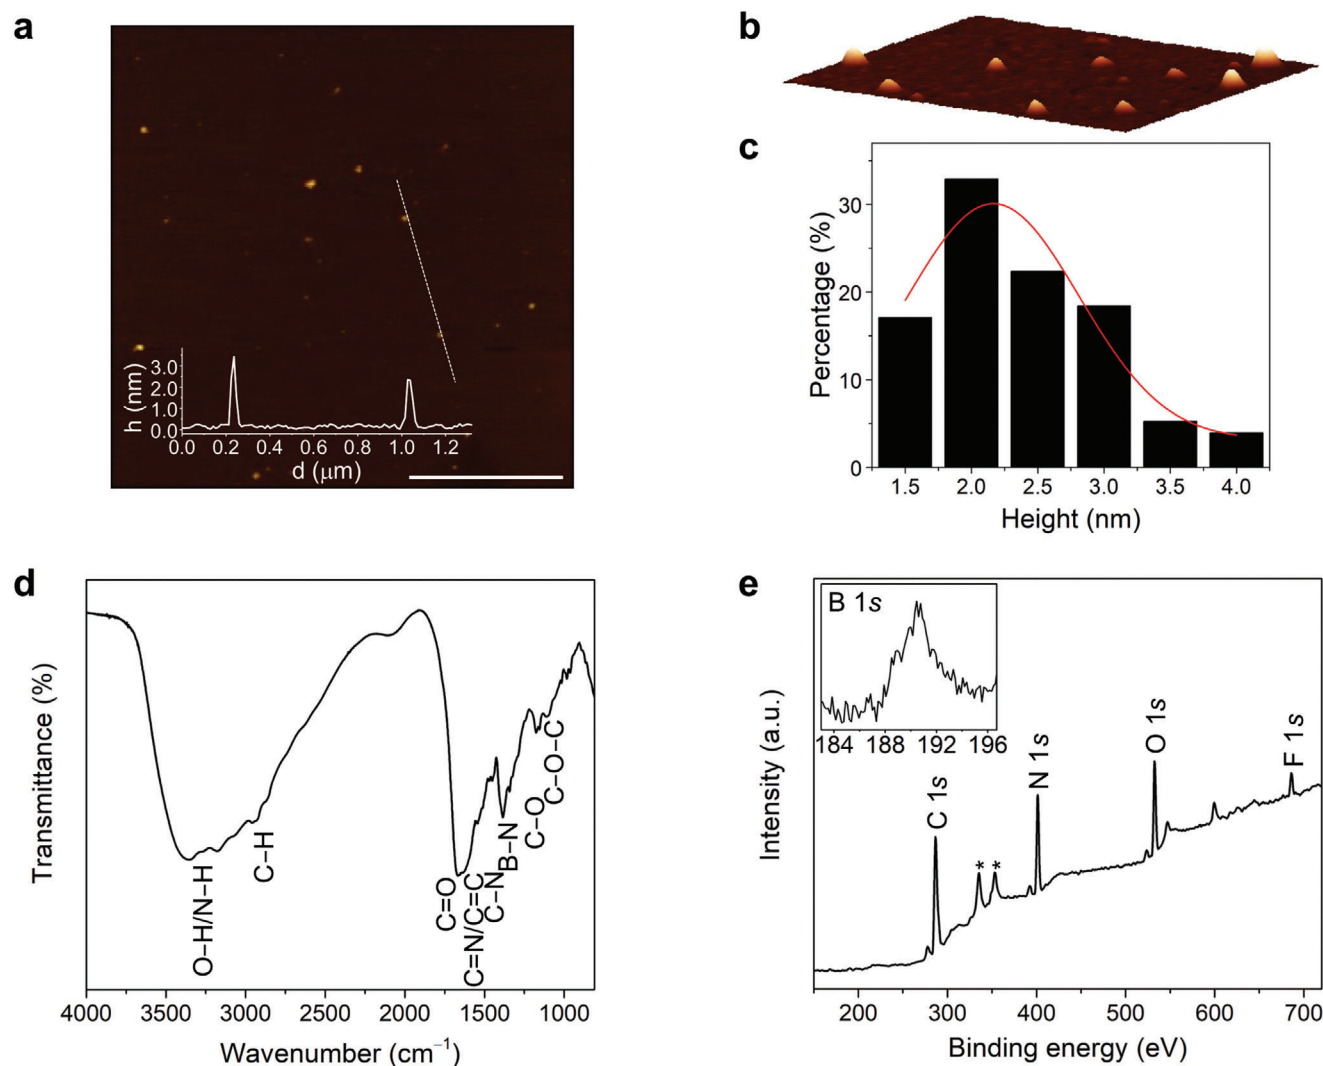 a
h (nm)
3.0
2.0
1.0
0.0
0.0 0.2 0.4 0.6 0.8 1.0 1.2
d (μm)
b
c
Percentage (%)
30
20
10
0
1.5 2.0 2.5 3.0 3.5 4.0
Height (nm)
d
Transmittance (%)
O–H/N–H
C–H
C=O
C=N/C=C
C–N
B–N
C–O
C–O–C
4000 3500 3000 2500 2000 1500 1000
Wavenumber (cm⁻¹)
e
Intensity (a.u.)
B 1s
184 188 192 196
C 1s
* *
N 1s
O 1s
F 1s
200 300 400 500 600 700
Binding energy (eV)